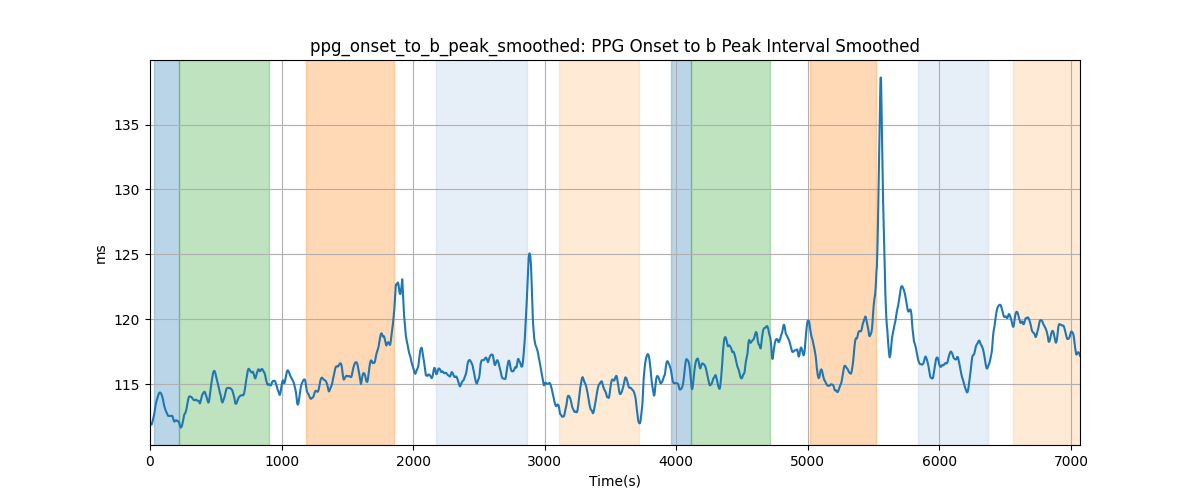 ppg_onset_to_b_peak_smoothed: PPG Onset to b Peak Interval Smoothed
135
130
125
120
115
ms
0 1000 2000 3000 4000 5000 6000 7000
Time(s)